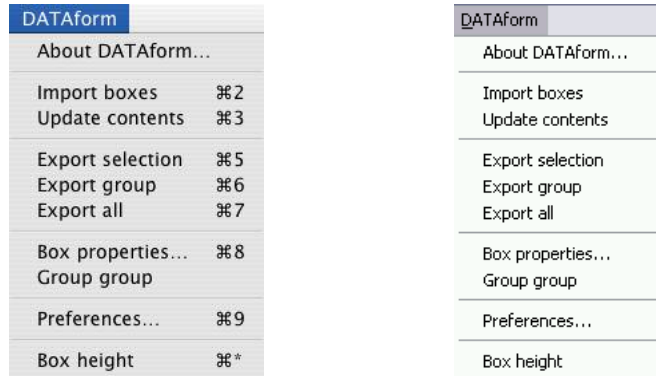 DATAform
About DATAform...
Import boxes ⌘2
Update contents ⌘3
Export selection ⌘5
Export group ⌘6
Export all ⌘7
Box properties... ⌘8
Group group
Preferences... ⌘9
Box height ⌘*
DATAform
About DATAform...
Import boxes
Update contents
Export selection
Export group
Export all
Box properties...
Group group
Preferences...
Box height